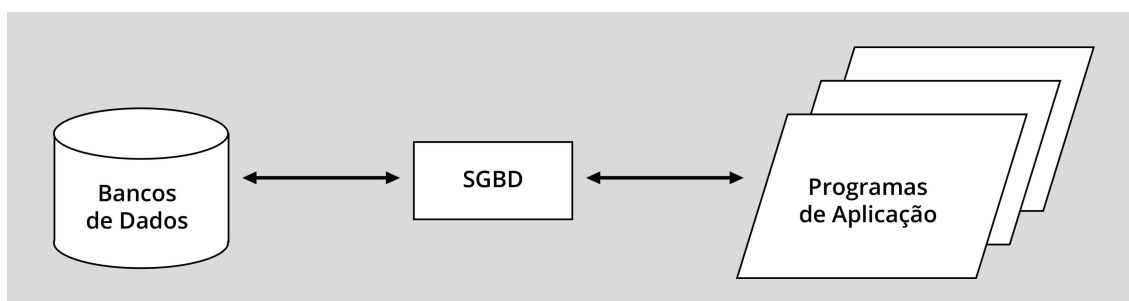 Bancos
de Dados
SGBD
Programas
de Aplicação